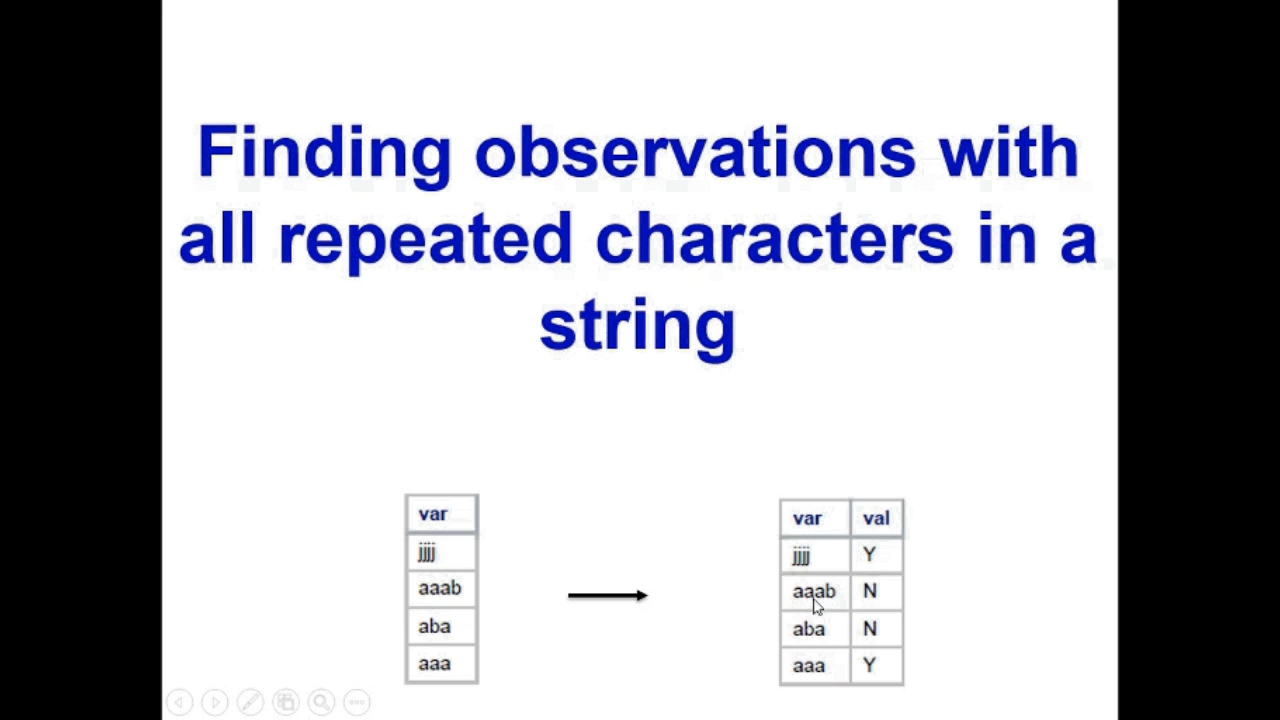 Finding observations with
all repeated characters in a
string
var
jjjj
aaab
aba
aaa
var val
jjjj Y
aaab N
aba N
aaa Y